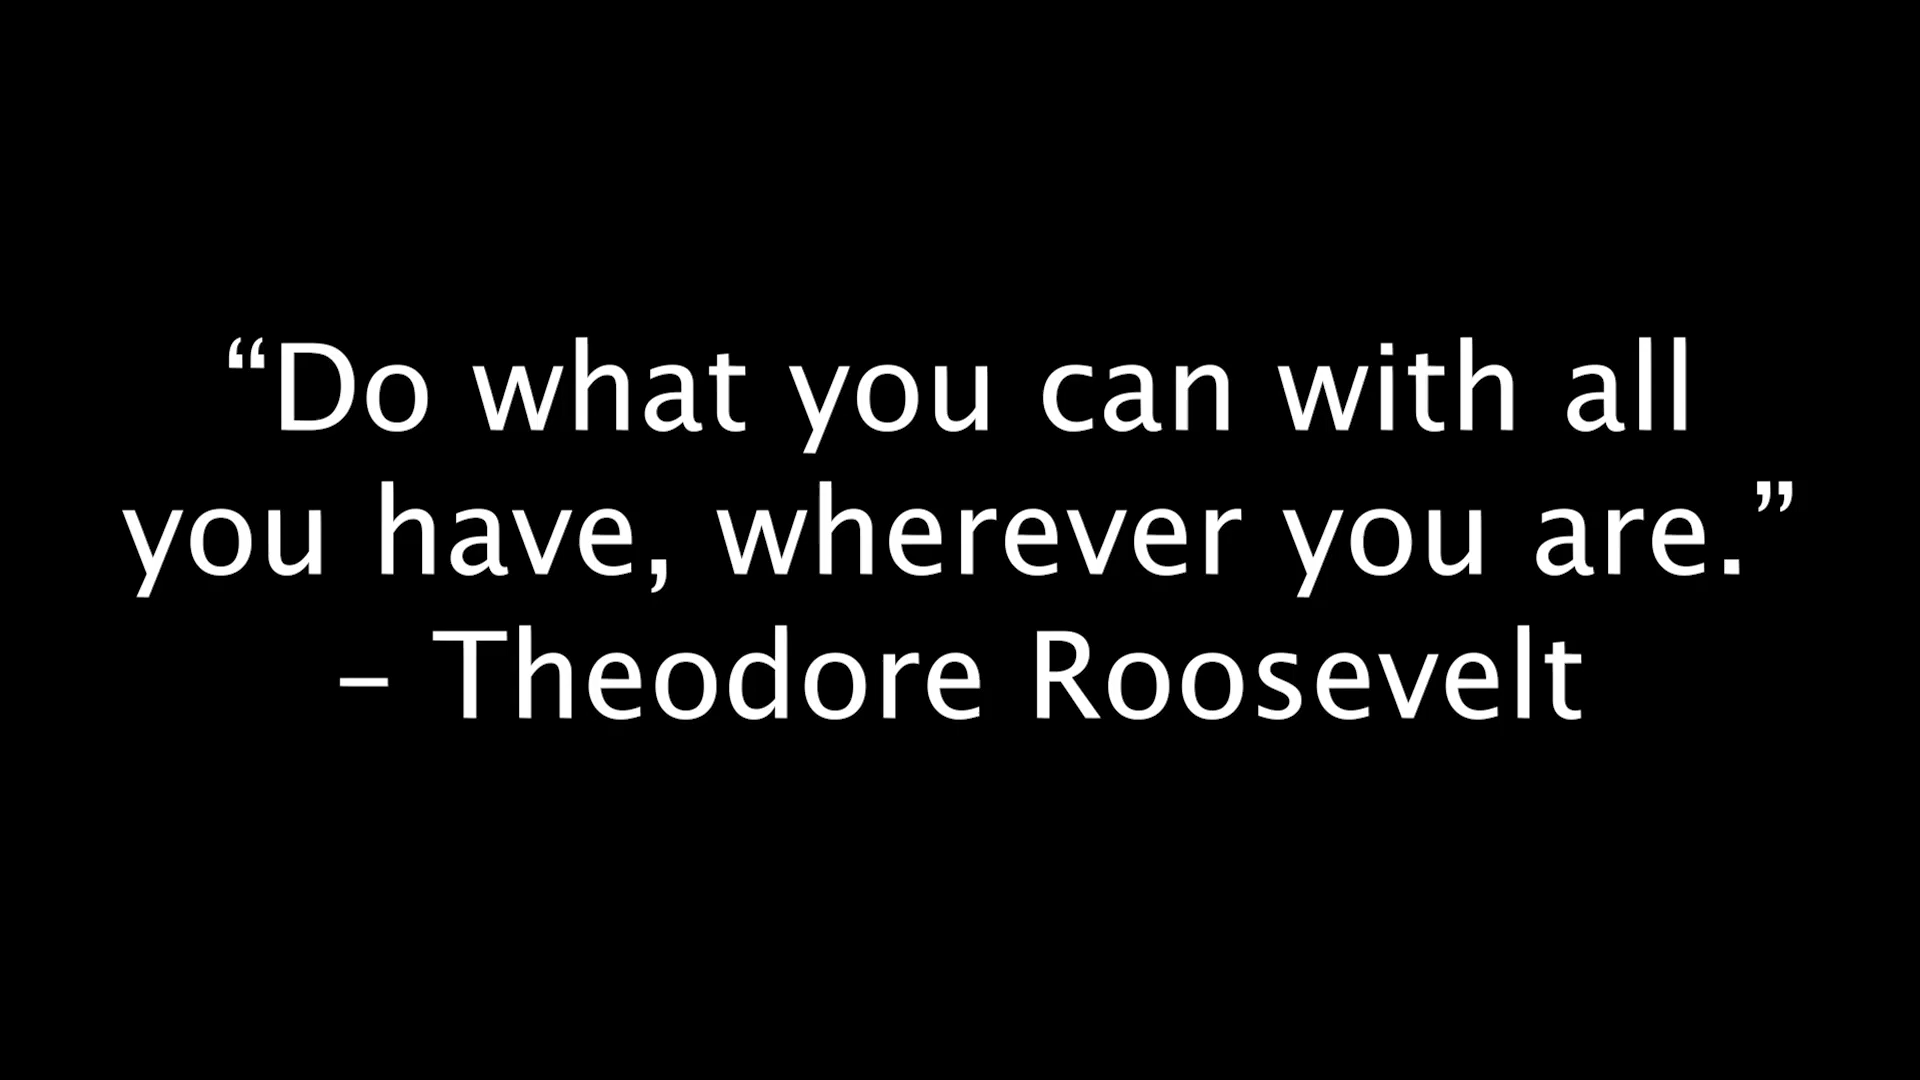 “Do what you can with all
you have, wherever you are.”
– Theodore Roosevelt